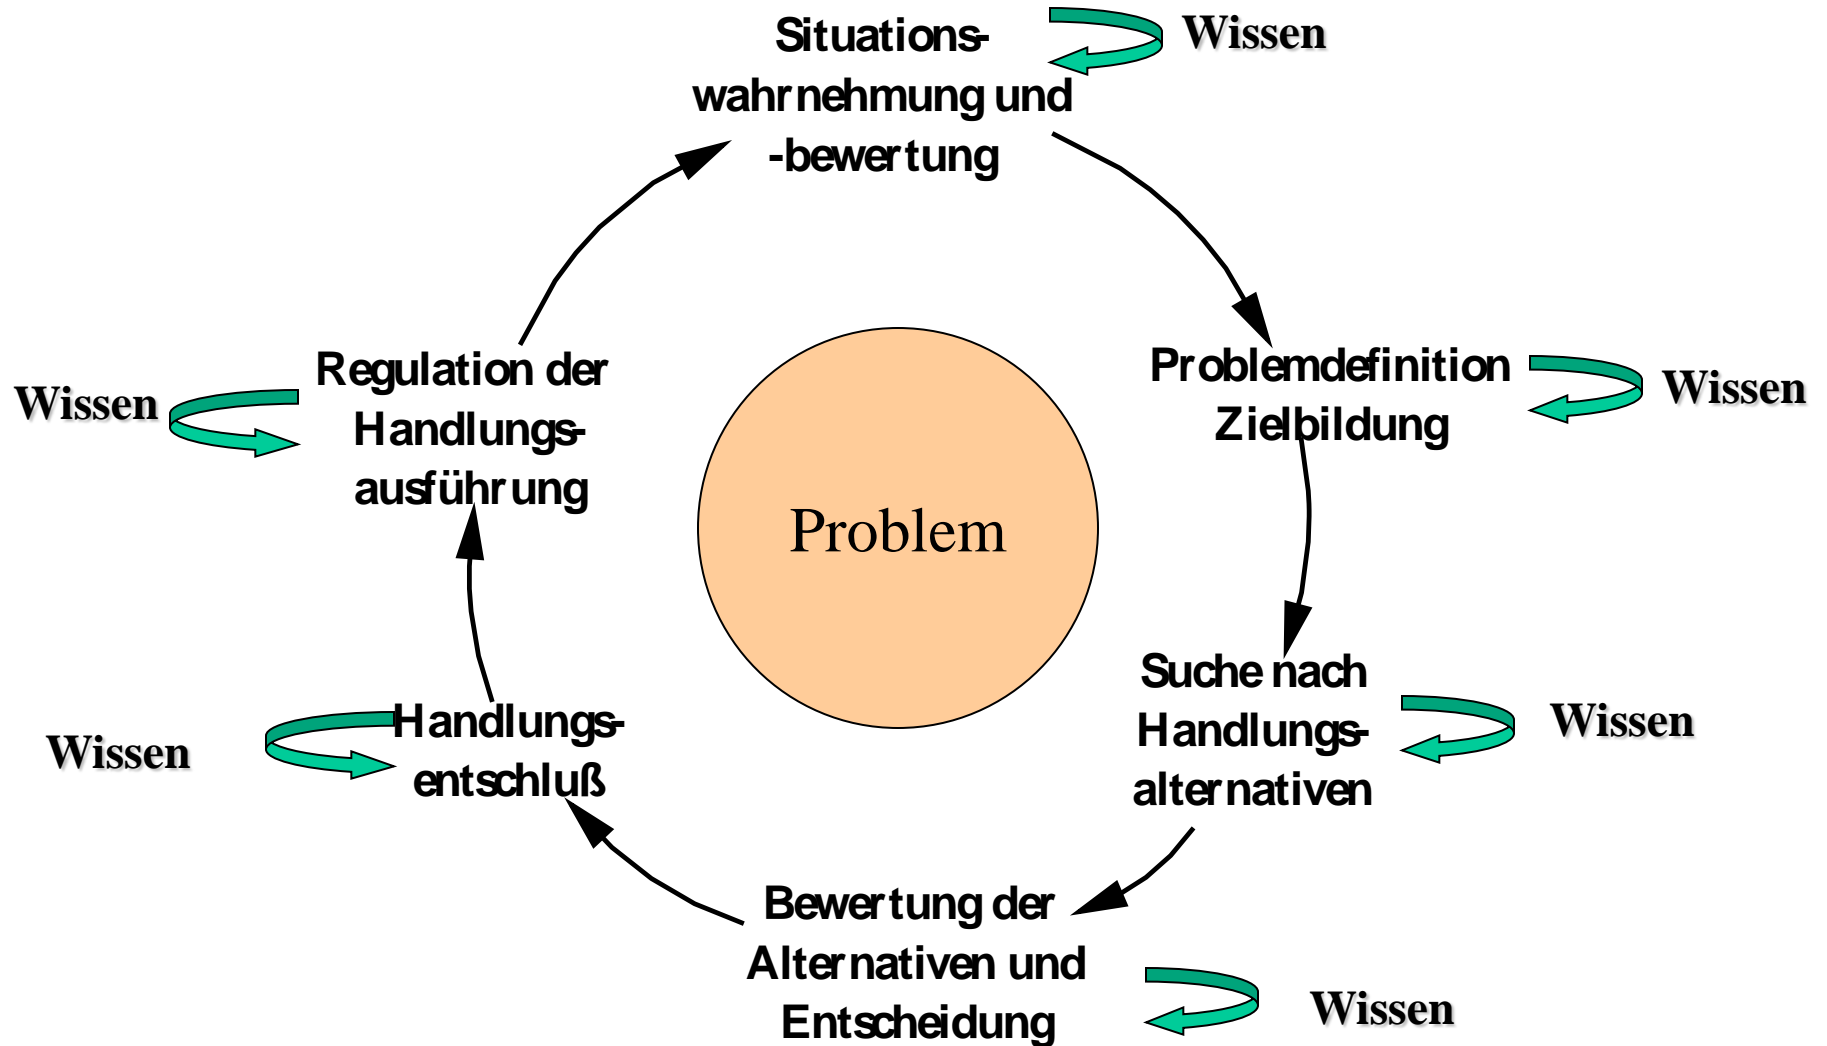 Situations-
wahrnehmung und
-bewertung
Wissen
Problemdefinition
Zielbildung
Wissen
Suche nach
Handlungs-
alternativen
Wissen
Bewertung der
Alternativen und
Entscheidung
Wissen
Handlungs-
entschluß
Wissen
Regulation der
Handlungs-
ausführung
Wissen
Problem